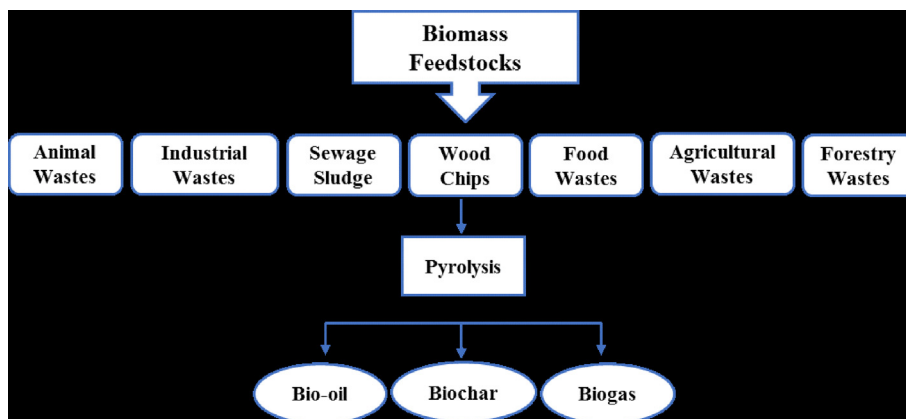 Biomass
Feedstocks
Animal
Wastes
Industrial
Wastes
Sewage
Sludge
Wood
Chips
Food
Wastes
Agricultural
Wastes
Forestry
Wastes
Pyrolysis
Bio-oil
Biochar
Biogas